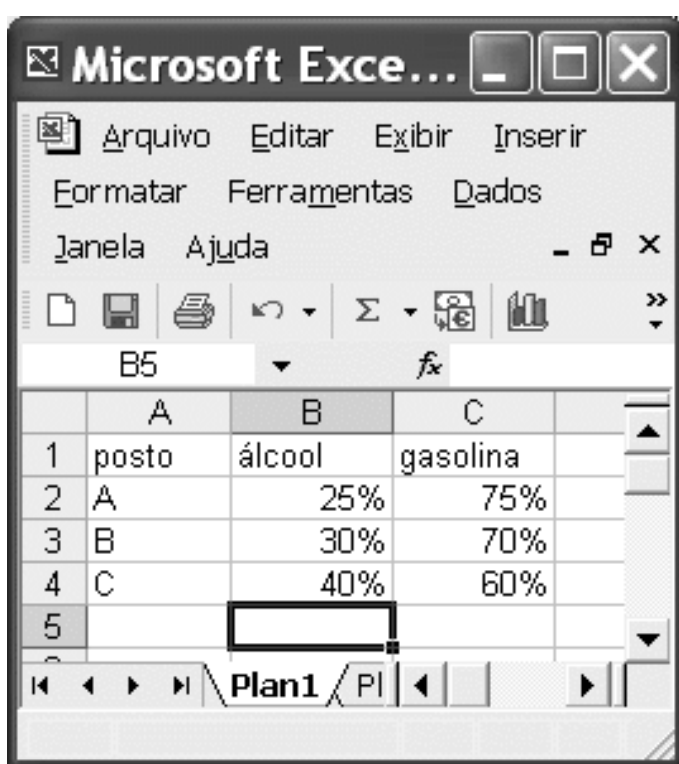 Microsoft Exce...
Arquivo Editar Exibir Inserir
Formatar Ferramentas Dados
Janela Ajuda
B5 fx
A B C
1 posto álcool gasolina
2 A 25% 75%
3 B 30% 70%
4 C 40% 60%
5
Plan1 Pl